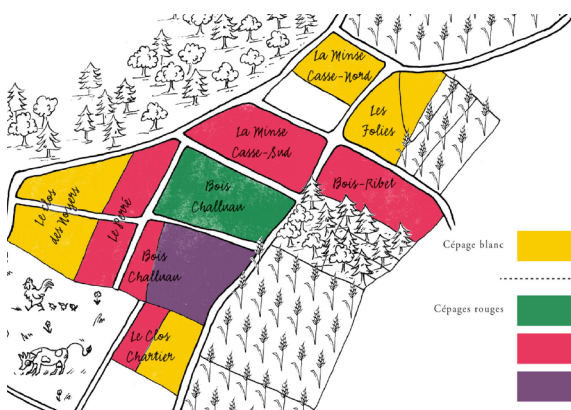 La Minse
Casse-Nord
Les
Folies
La Minse
Casse-Sud
Bois-Ribet
Bois
Challuau
Le Clos
des Noyers
Le Perré
Bois
Challuau
Le Clos
Chartier
Cépage blanc
Cépages rouges